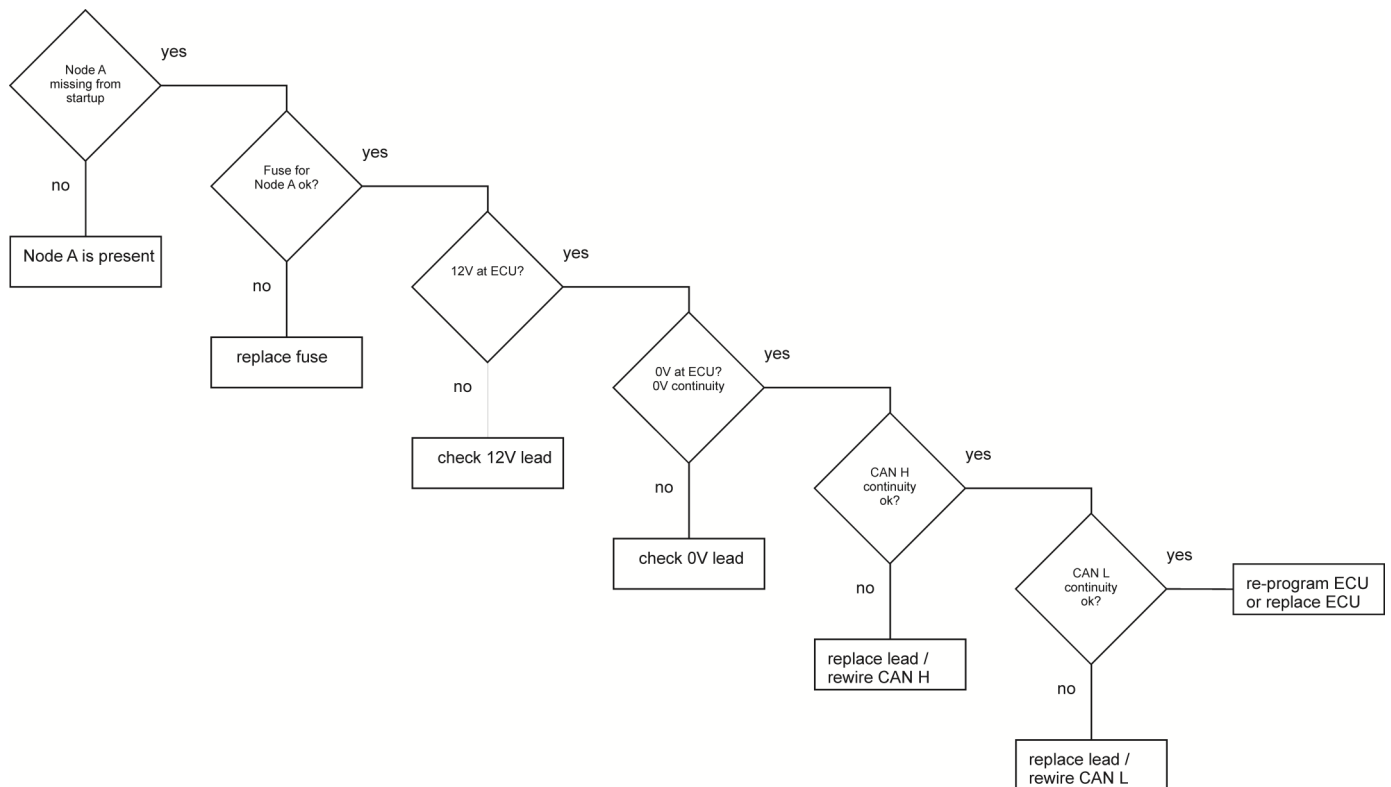 yes
Node A
missing from
startup
no
Node A is present
yes
Fuse for
Node A ok?
no
replace fuse
yes
12V at ECU?
no
check 12V lead
yes
0V at ECU?
0V continuity
no
check 0V lead
yes
CAN H
continuity
ok?
no
replace lead /
rewire CAN H
yes
CAN L
continuity
ok?
re-program ECU
or replace ECU
no
replace lead /
rewire CAN L